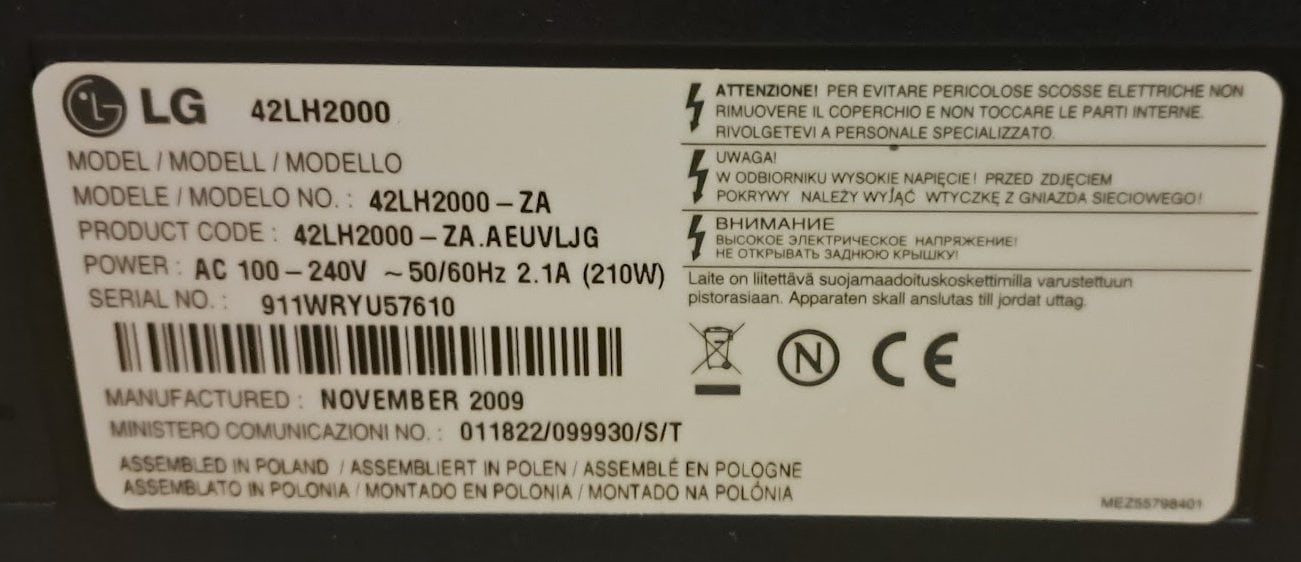 LG 42LH2000
MODEL / MODELL / MODELLO
MODELE / MODELO NO. : 42LH2000 – ZA
PRODUCT CODE : 42LH2000 – ZA.AEUVLJG
POWER : AC 100 – 240V ~ 50/60Hz 2.1A (210W)
SERIAL NO. : 911WRYU57610
MANUFACTURED : NOVEMBER 2009
MINISTERO COMUNICAZIONI NO. : 011822/099930/S/T
ASSEMBLED IN POLAND / ASSEMBLIERT IN POLEN / ASSEMBLÉ EN POLOGNE
ASSEMBLATO IN POLONIA / MONTADO EN POLONIA / MONTADO NA POLÓNIA
ATTENZIONE! PER EVITARE PERICOLOSE SCOSSE ELETTRICHE NON
RIMUOVERE IL COPERCHIO E NON TOCCARE LE PARTI INTERNE.
RIVOLGETEVI A PERSONALE SPECIALIZZATO.
UWAGA!
W ODBIORNIKU WYSOKIE NAPIĘCIE! PRZED ZDJĘCIEM
POKRYWY NALEŻY WYJĄĆ WTYCZKĘ Z GNIAZDA SIECIOWEGO!
ВНИМАНИЕ
ВЫСОКОЕ ЭЛЕКТРИЧЕСКОЕ НАПРЯЖЕНИЕ!
НЕ ОТКРЫВАТЬ ЗАДНЮЮ КРЫШКУ!
Laite on liitettävä suojamaadoituskoskettimilla varustettuun
pistorasiaan. Apparaten skall anslutas till jordat uttag.
N CE
MEZ55798401